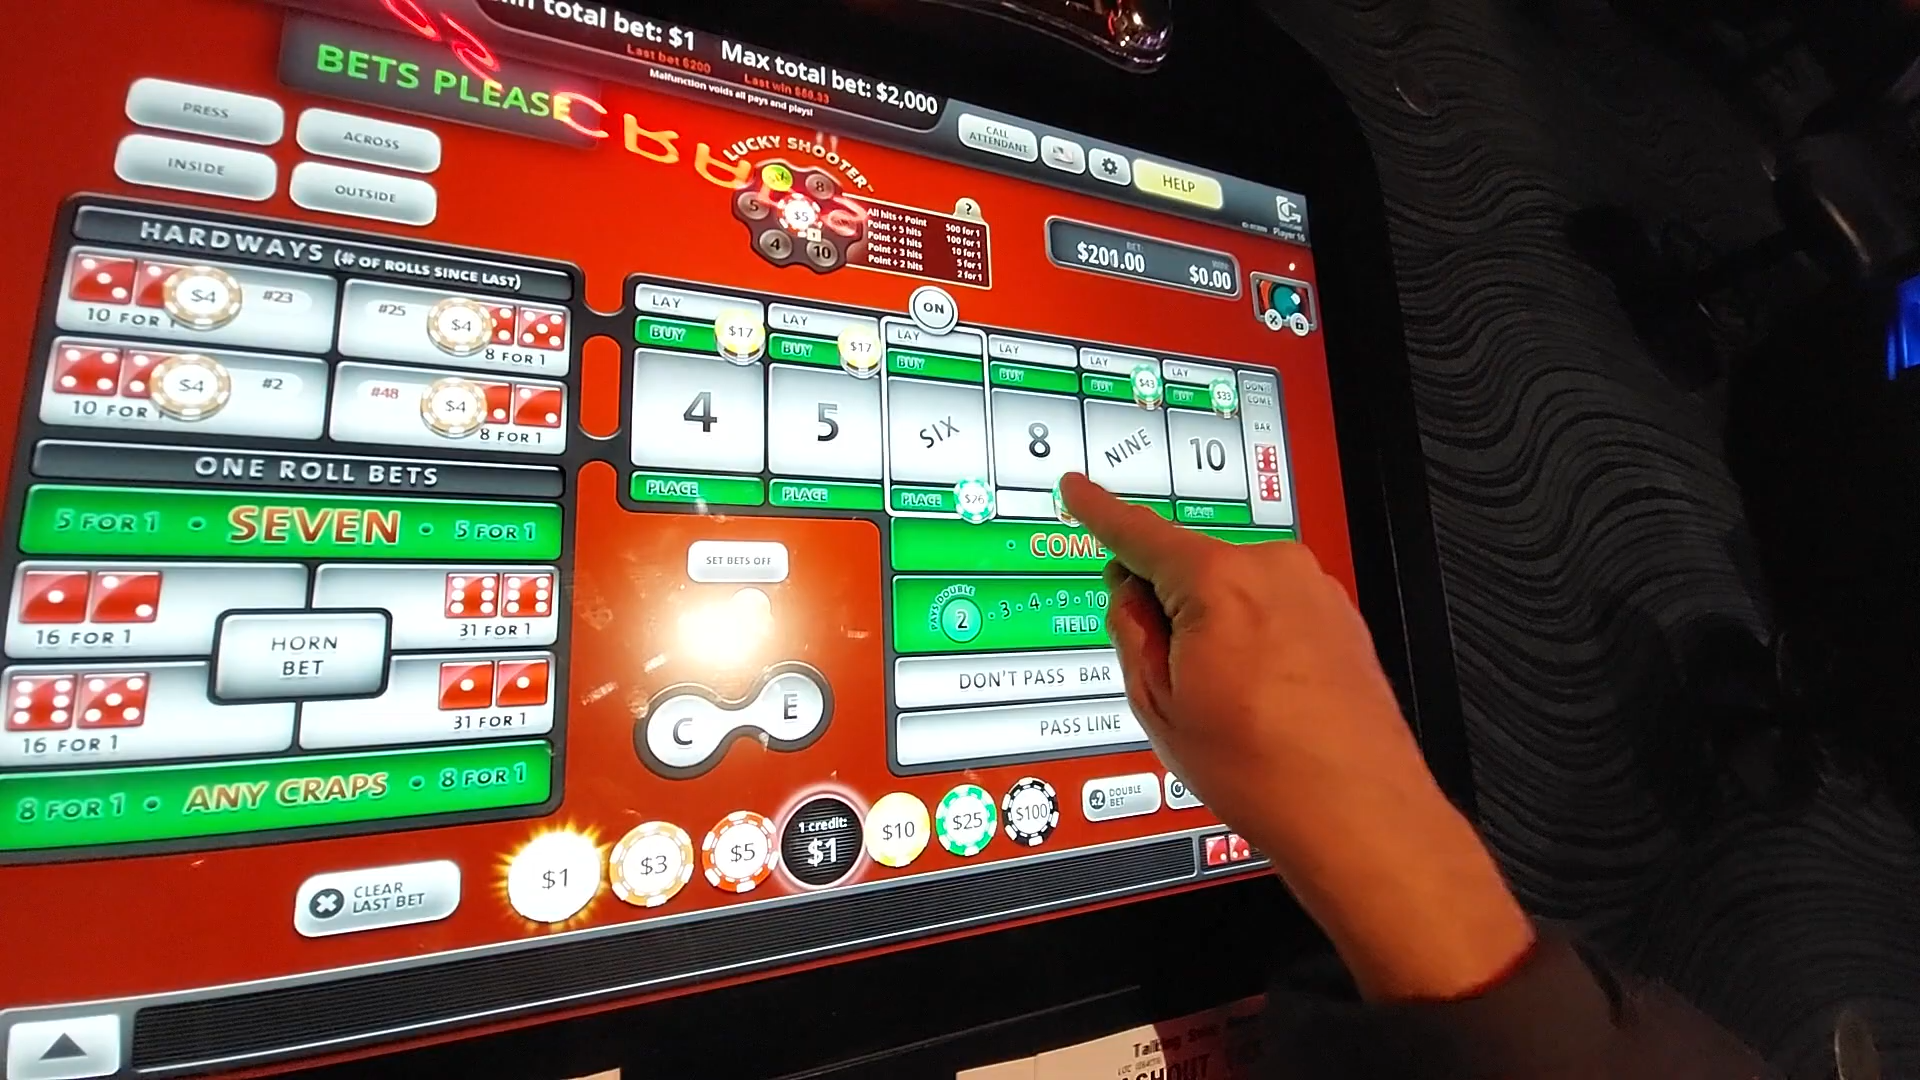 total bet: $1 Max total bet: $2,000
Last bet $200 Last win
Malfunction voids all pays and plays!
BETS PLEASE
CRAPS
PRESS
ACROSS
INSIDE
OUTSIDE
CALL ATTENDANT
HELP
LUCKY SHOOTER
8
5
$5
4
10
?
All hits + Point 500 for 1
Point + 5 hits 100 for 1
Point + 4 hits 10 for 1
Point + 3 hits 5 for 1
Point + 2 hits 2 for 1
BET:
$201.00 $0.00
HARDWAYS (# OF ROLLS SINCE LAST)
$4 #23
10 FOR 1
#25 $4
8 FOR 1
$4 #2
10 FOR 1
#48 $4
8 FOR 1
ON
LAY LAY LAY LAY LAY LAY
BUY $17 BUY $17 BUY BUY BUY $43 BUY $33
4 5 SIX 8 NINE 10
PLACE PLACE PLACE $26 PLACE
DON'T COME
BAR
ONE ROLL BETS
5 FOR 1 • SEVEN • 5 FOR 1
16 FOR 1
31 FOR 1
HORN BET
16 FOR 1
31 FOR 1
8 FOR 1 • ANY CRAPS • 8 FOR 1
SET BETS OFF
C E
• COME
PAYS DOUBLE
2 • 3 • 4 • 9 • 10
FIELD
DON'T PASS BAR
PASS LINE
CLEAR LAST BET
$1 $3 $5
1 credit:
$1
$10 $25 $100
x2 DOUBLE BET